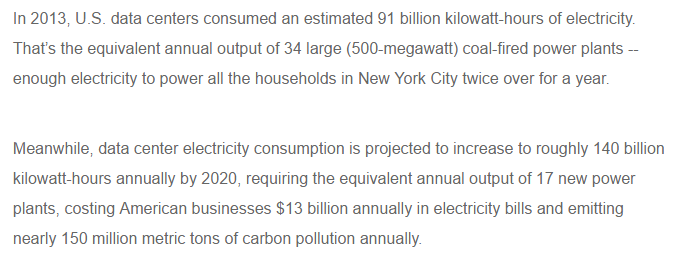 In 2013, U.S. data centers consumed an estimated 91 billion kilowatt-hours of electricity.
That's the equivalent annual output of 34 large (500-megawatt) coal-fired power plants --
enough electricity to power all the households in New York City twice over for a year.
Meanwhile, data center electricity consumption is projected to increase to roughly 140 billion
kilowatt-hours annually by 2020, requiring the equivalent annual output of 17 new power
plants, costing American businesses $13 billion annually in electricity bills and emitting
nearly 150 million metric tons of carbon pollution annually.